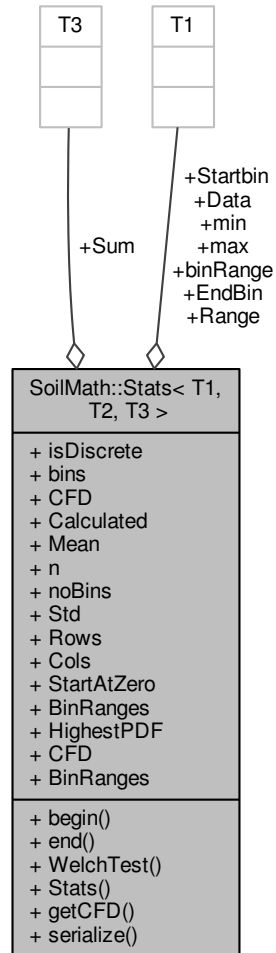 T3
T1
+Startbin
+Data
+min
+max
+binRange
+EndBin
+Range
+Sum
SoilMath::Stats< T1,
T2, T3 >
+ isDiscrete
+ bins
+ CFD
+ Calculated
+ Mean
+ n
+ noBins
+ Std
+ Rows
+ Cols
+ StartAtZero
+ BinRanges
+ HighestPDF
+ CFD
+ BinRanges
+ begin()
+ end()
+ WelchTest()
+ Stats()
+ getCFD()
+ serialize()